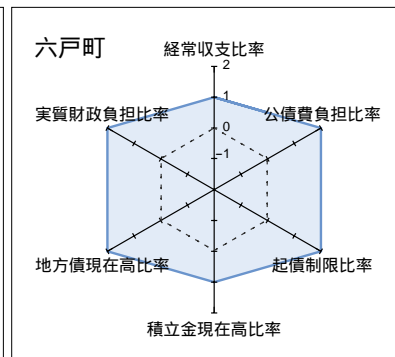 六戸町
経常収支比率
2
1
実質財政負担比率
公債費負担比率
0
−1
地方債現在高比率
起債制限比率
積立金現在高比率